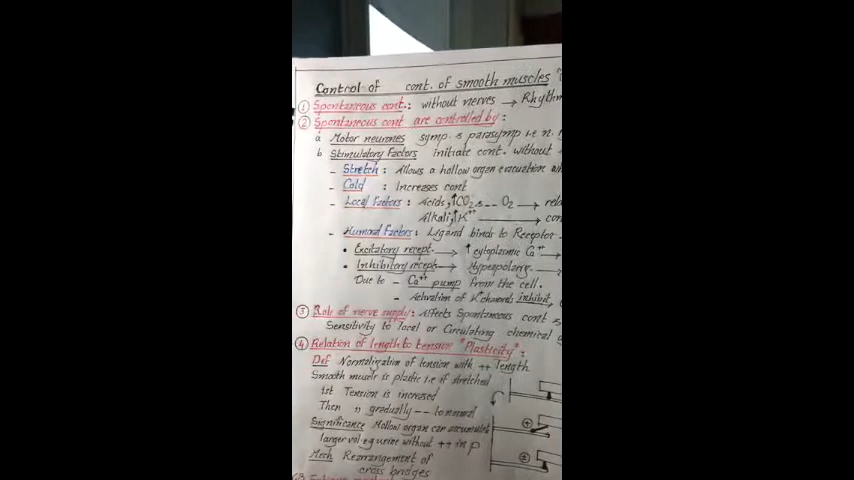 Control of cont. of smooth muscles
① Spontaneous cont.: without nerves → Rhythm
② Spontaneous cont are controlled by:
a Motor neurones symp. & parasymp i.e n.
b Stimulatory Factors initiate cont. without
- Stretch : Allows a hollow organ evacuation
- Cold : Increases cont
- Local factors : Acids, ↑CO₂ & -- O₂ → rela
Alkali, ↑K⁺ → con
- Humoral factors: Ligand binds to Receptor
• Excitatory recept. → ↑ cytoplasmic Ca⁺⁺ →
• Inhibitory recept → Hyperpolariz. →
Due to - Ca⁺⁺ pump from the cell.
- Activation of K⁺ channels inhibit,
③ Role of nerve supply: Affects Spontaneous cont &
Sensitivity to local or Circulating chemical
④ Relation of length to tension "Plasticity":
Def Normalization of tension with ++ length
Smooth muscle is plastic i.e if stretched
1st Tension is increased
Then " gradually -- to normal
Significance Hollow organ can accumulate
larger vol e.g urine without ++ in p
Mech Rearrangement of
cross bridges